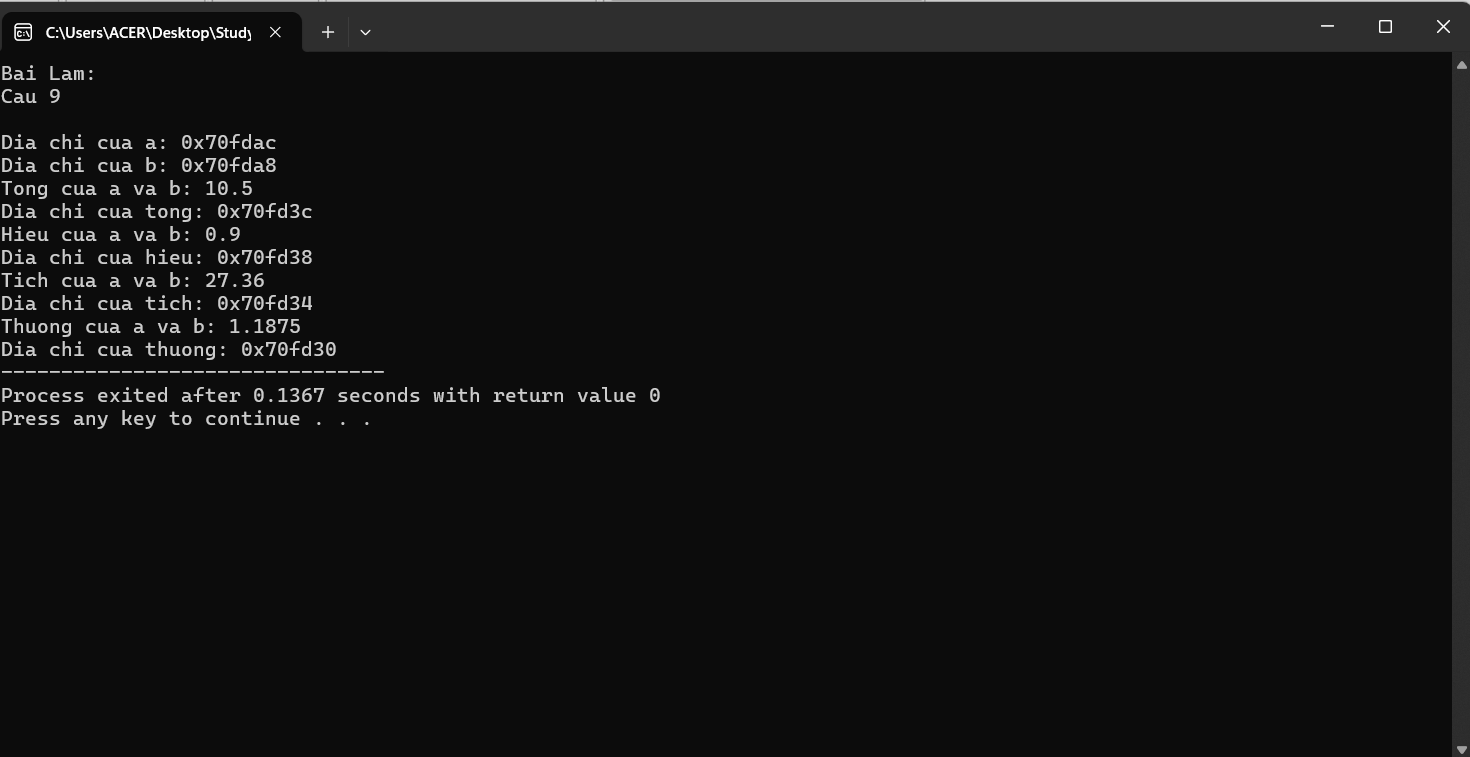 C:\Users\ACER\Desktop\Study
Bai Lam:
Cau 9
Dia chi cua a: 0x70fdac
Dia chi cua b: 0x70fda8
Tong cua a va b: 10.5
Dia chi cua tong: 0x70fd3c
Hieu cua a va b: 0.9
Dia chi cua hieu: 0x70fd38
Tich cua a va b: 27.36
Dia chi cua tich: 0x70fd34
Thuong cua a va b: 1.1875
Dia chi cua thuong: 0x70fd30
--------------------------------
Process exited after 0.1367 seconds with return value 0
Press any key to continue . . .